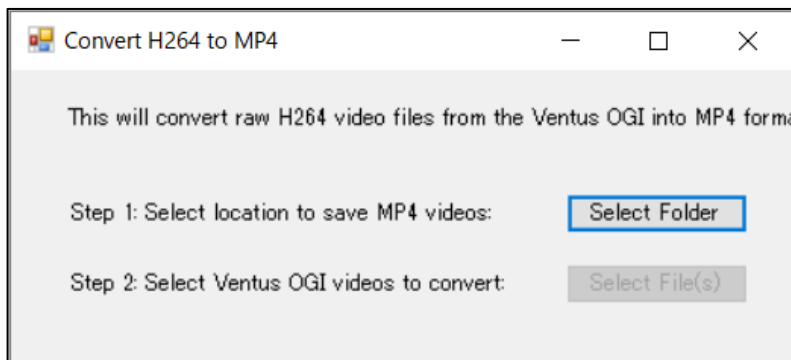 Convert H264 to MP4
This will convert raw H264 video files from the Ventus OGI into MP4 forma
Step 1: Select location to save MP4 videos:
Select Folder
Step 2: Select Ventus OGI videos to convert:
Select File(s)